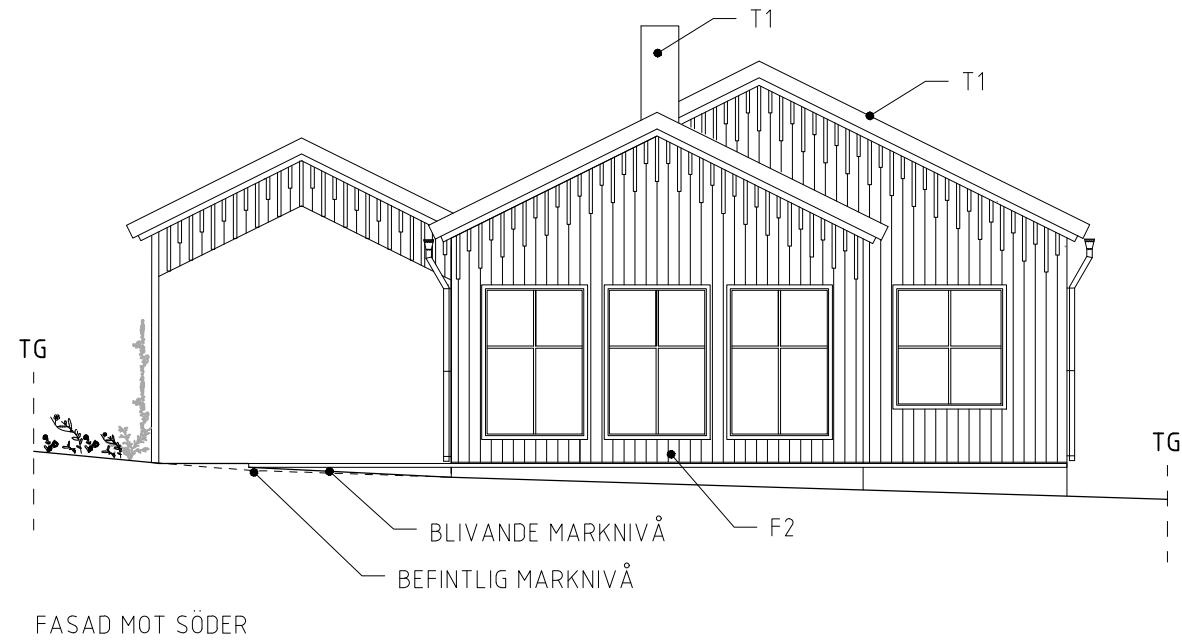 T1
T1
TG
TG
F2
BLIVANDE MARKNIVÅ
BEFINTLIG MARKNIVÅ
FASAD MOT SÖDER